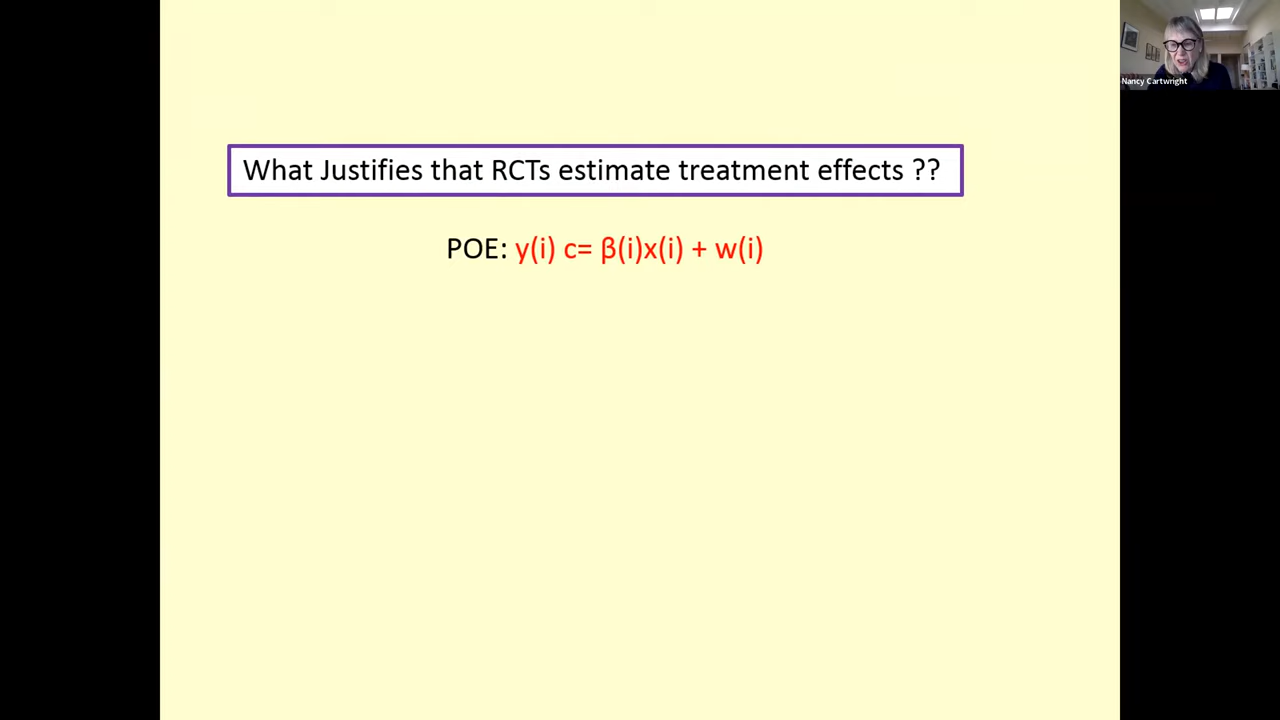 Nancy Cartwright
What Justifies that RCTs estimate treatment effects ??
POE: y(i) c= β(i)x(i) + w(i)